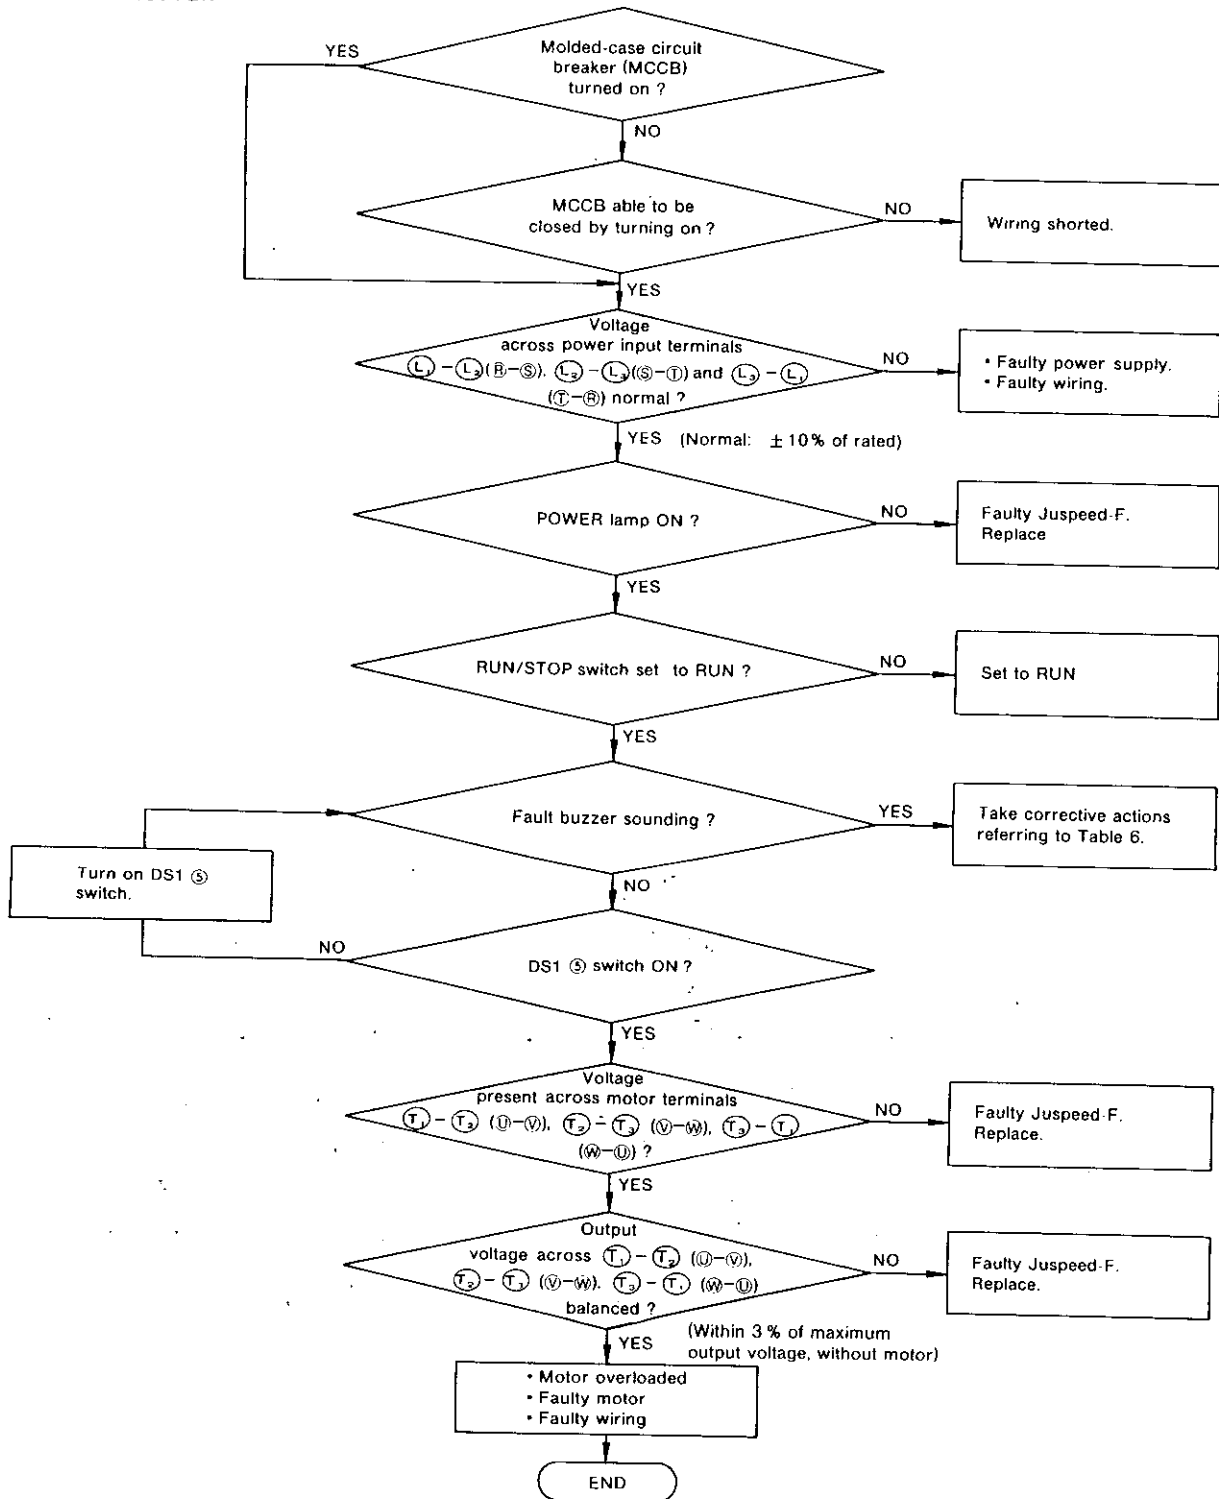 Molded-case circuit
breaker (MCCB)
turned on ?
YES
NO
MCCB able to be
closed by turning on ?
NO
Wiring shorted.
YES
Voltage
across power input terminals
Ⓛ₁ – Ⓛ₂ (Ⓡ–Ⓢ). Ⓛ₂ – Ⓛ₃ (Ⓢ–Ⓣ) and Ⓛ₃ – Ⓛ₁
(Ⓣ–Ⓡ) normal ?
NO
• Faulty power supply.
• Faulty wiring.
YES (Normal: ±10% of rated)
POWER lamp ON ?
NO
Faulty Juspeed-F.
Replace
YES
RUN/STOP switch set to RUN ?
NO
Set to RUN
YES
Fault buzzer sounding ?
YES
Take corrective actions
referring to Table 6.
Turn on DS1 ⑤
switch.
NO
NO
DS1 ⑤ switch ON ?
YES
Voltage
present across motor terminals
Ⓣ₁ – Ⓣ₂ (Ⓤ–Ⓥ), Ⓣ₂ – Ⓣ₃ (Ⓥ–Ⓦ), Ⓣ₃ – Ⓣ₁
(Ⓦ–Ⓤ) ?
NO
Faulty Juspeed-F.
Replace.
YES
Output
voltage across Ⓣ₁ – Ⓣ₂ (Ⓤ–Ⓥ),
Ⓣ₂ – Ⓣ₃ (Ⓥ–Ⓦ), Ⓣ₃ – Ⓣ₁ (Ⓦ–Ⓤ)
balanced ?
NO
Faulty Juspeed-F.
Replace.
YES
(Within 3% of maximum
output voltage, without motor)
• Motor overloaded
• Faulty motor
• Faulty wiring
END